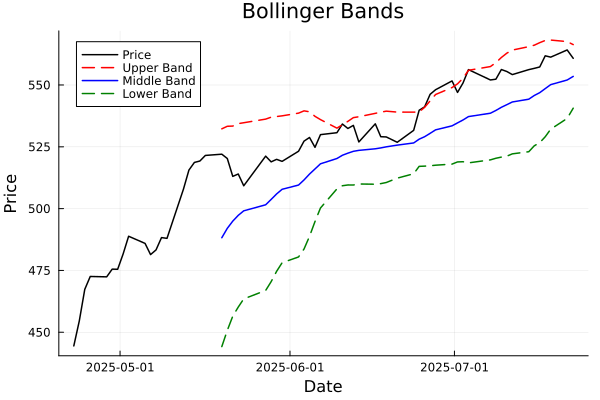 Bollinger Bands
Price
Upper Band
Middle Band
Lower Band
550
525
500
475
450
Price
2025-05-01 2025-06-01 2025-07-01
Date